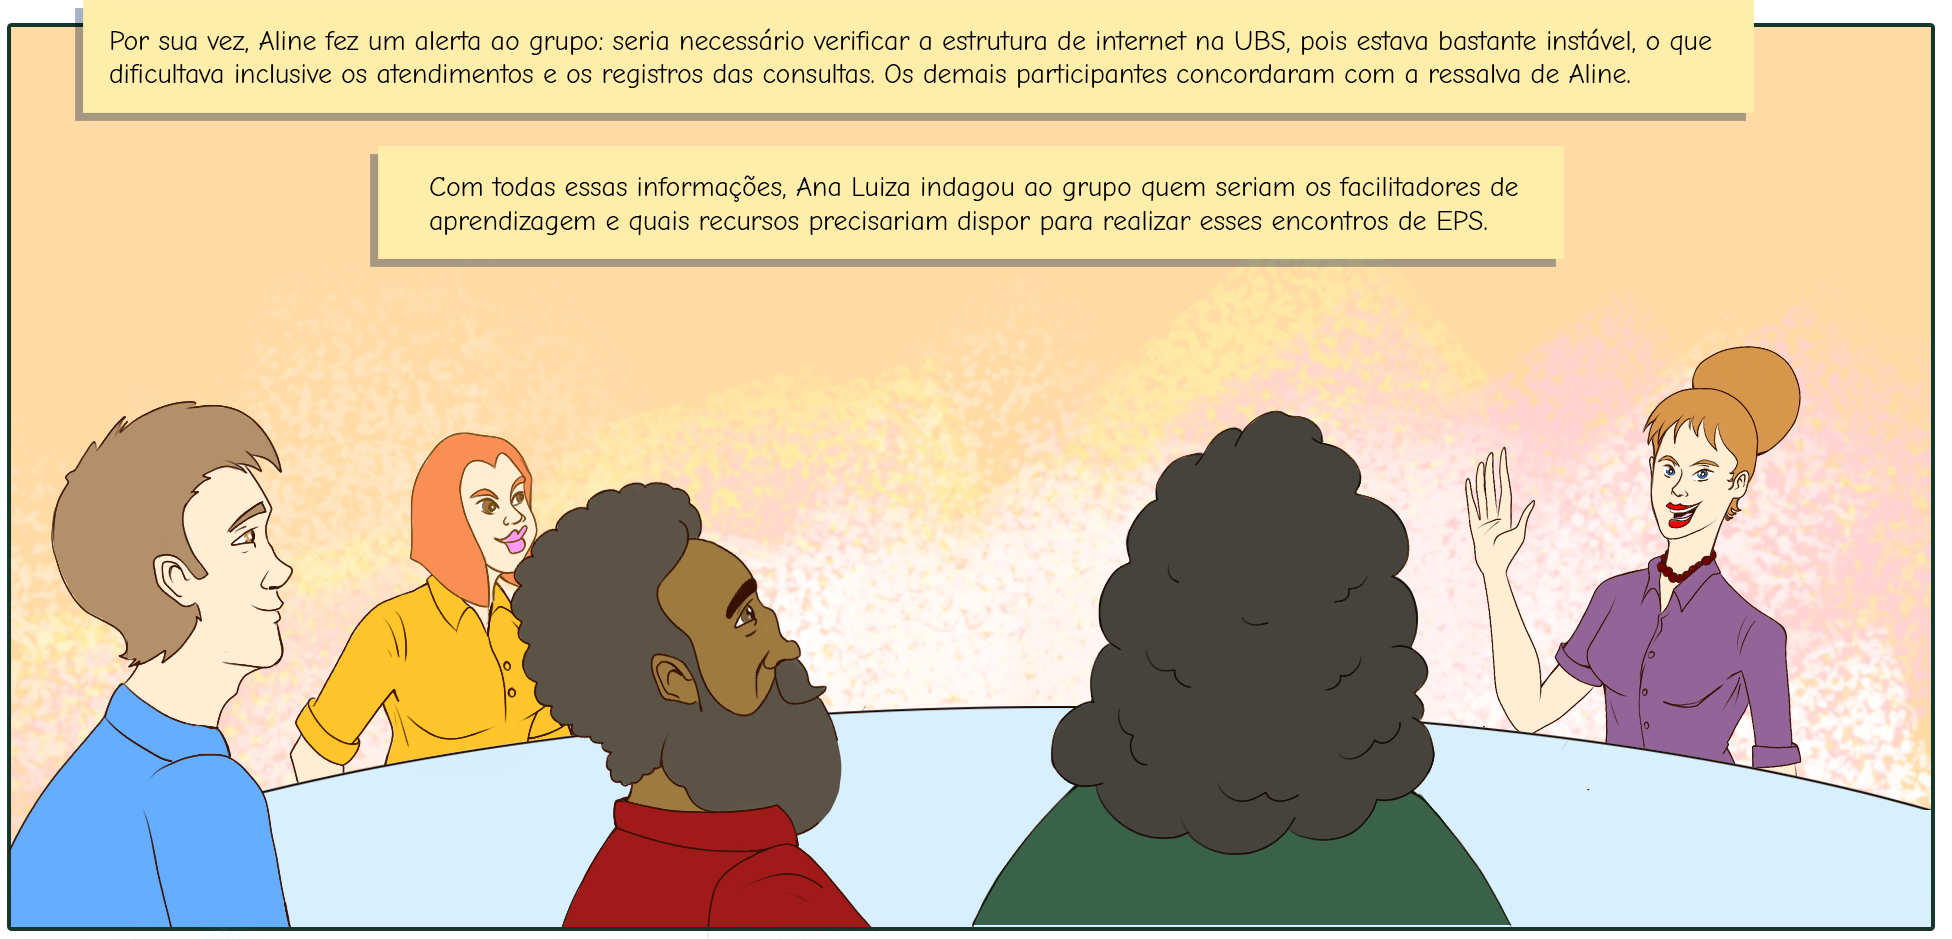 Por sua vez, Aline fez um alerta ao grupo: seria necessário verificar a estrutura de internet na UBS, pois estava bastante instável, o que
dificultava inclusive os atendimentos e os registros das consultas. Os demais participantes concordaram com a ressalva de Aline.
Com todas essas informações, Ana Luiza indagou ao grupo quem seriam os facilitadores de
aprendizagem e quais recursos precisariam dispor para realizar esses encontros de EPS.